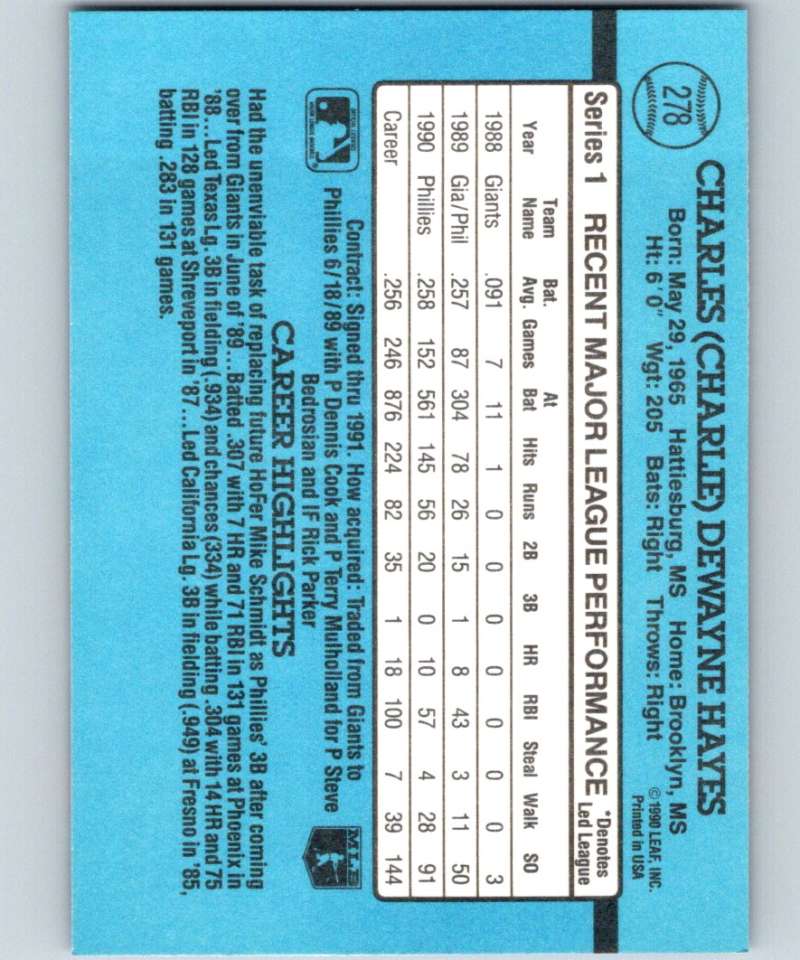 278
CHARLES (CHARLIE) DEWAYNE HAYES
Born: May 29, 1965 Hattiesburg, MS Home: Brooklyn, MS
Ht: 6'0" Wgt: 205 Bats: Right Throws: Right
©1990 LEAF, INC.
Printed in USA
Series 1 RECENT MAJOR LEAGUE PERFORMANCE *Denotes Led League
Year Team Name Bat. Avg. Games At Bat Hits Runs 2B 3B HR RBI Steal Walk SO
1988 Giants .091 7 11 1 0 0 0 0 0 0 0 3
1989 Gia/Phil .257 87 304 78 26 15 1 8 43 3 11 50
1990 Phillies .258 152 561 145 56 20 0 10 57 4 28 91
Career .256 246 876 224 82 35 1 18 100 7 39 144
Contract: Signed thru 1991. How acquired: Traded from Giants to
Phillies 6/18/89 with P Dennis Cook and P Terry Mulholland for P Steve
Bedrosian and IF Rick Parker
MLB
CAREER HIGHLIGHTS
Had the unenviable task of replacing future HoFer Mike Schmidt as Phillies' 3B after coming
over from Giants in June of '89...Batted .307 with 7 HR and 71 RBI in 131 games at Phoenix in
'88...Led Texas Lg. 3B in fielding (.934) and chances (334) while batting .304 with 14 HR and 75
RBI in 128 games at Shreveport in '87...Led California Lg. 3B in fielding (.949) at Fresno in '85,
batting .283 in 131 games.